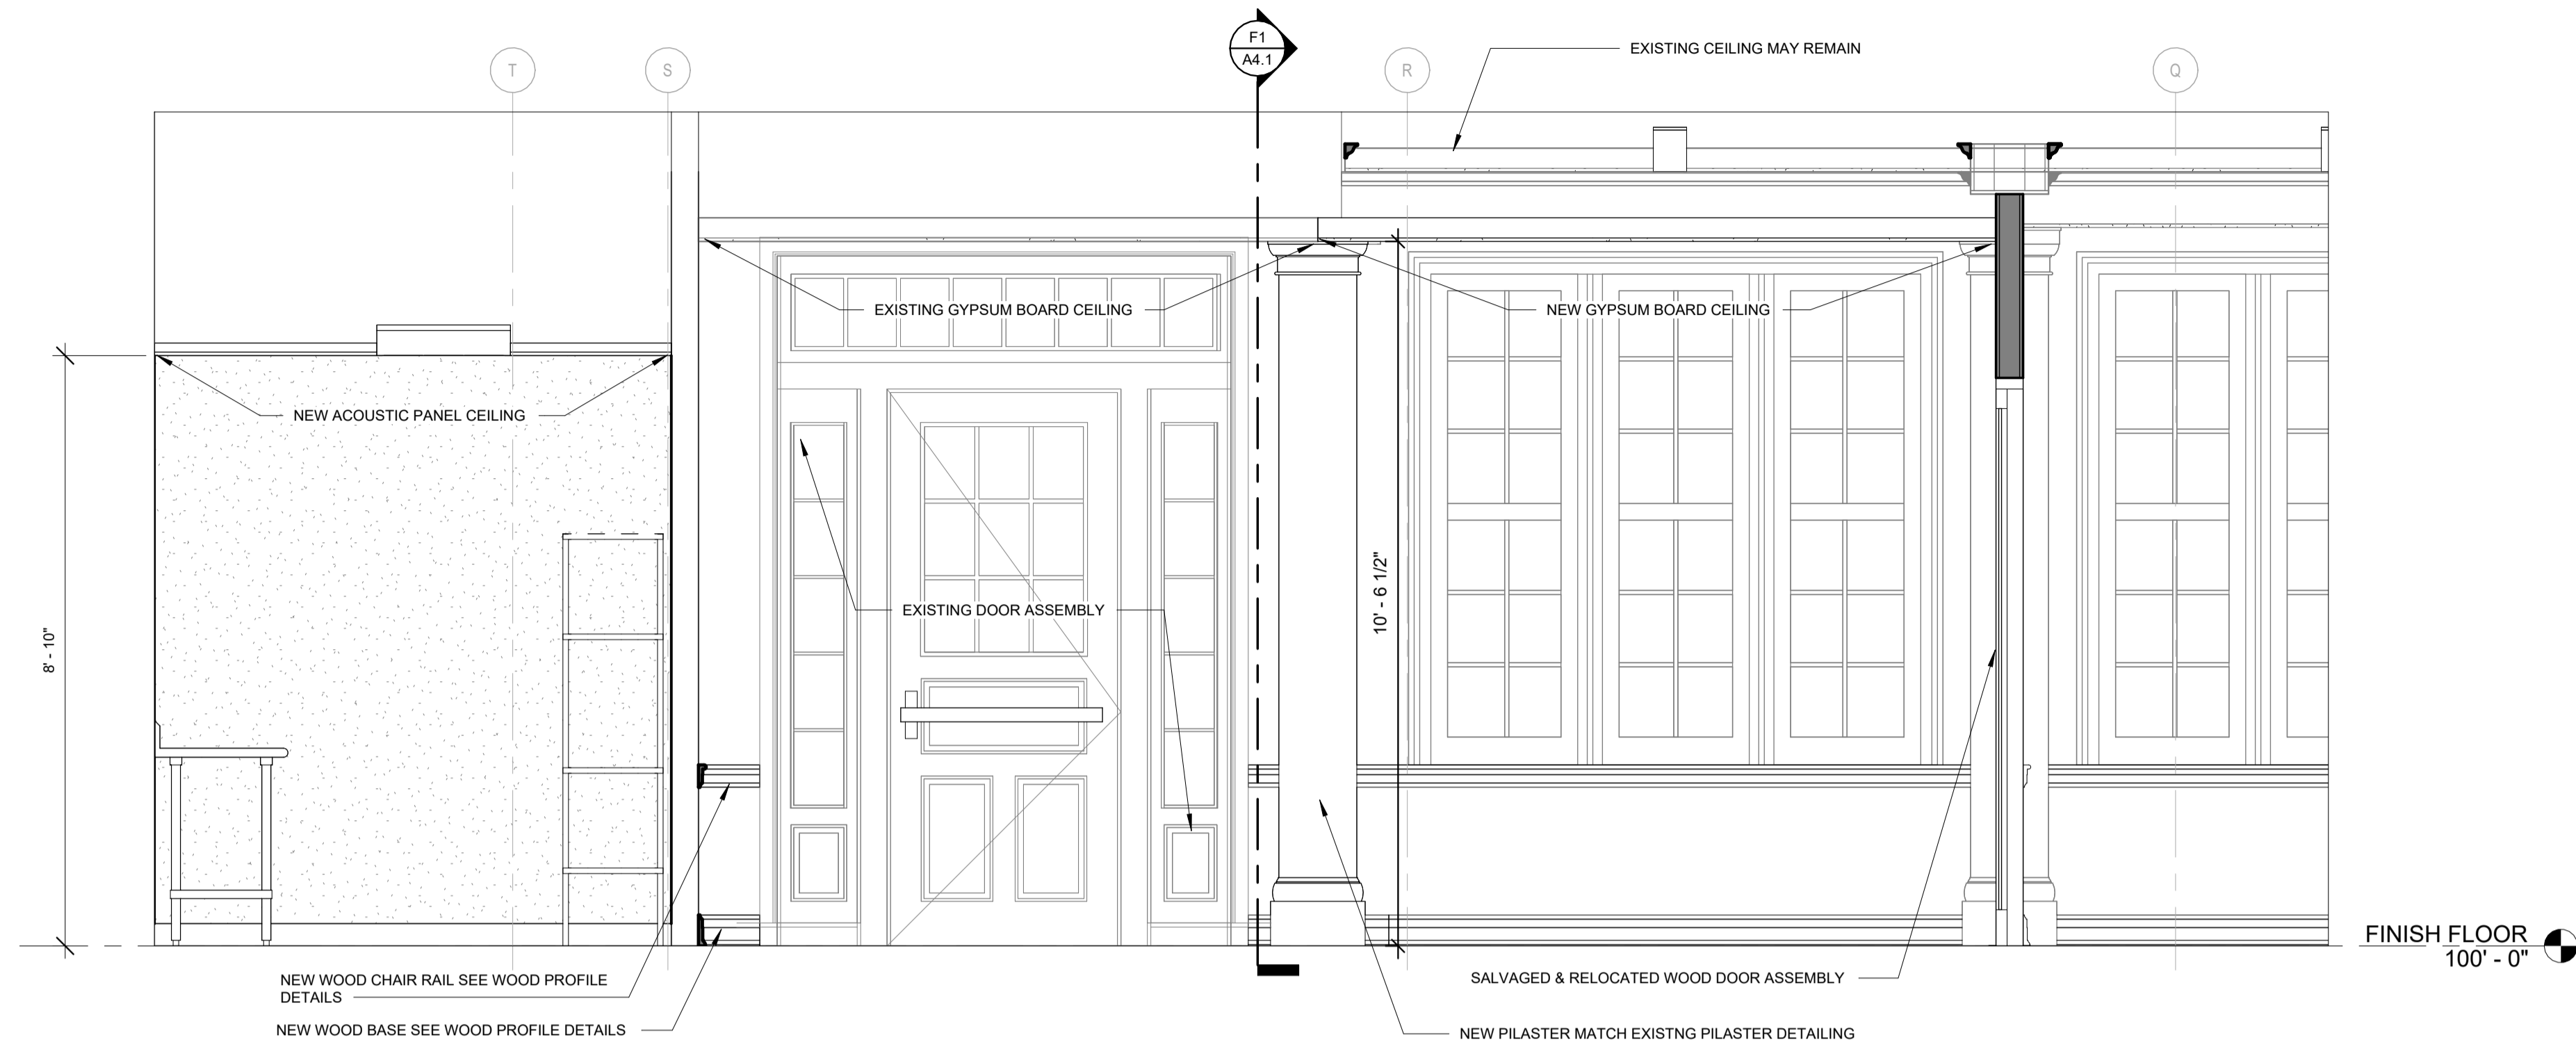 F1
A4.1
EXISTING CEILING MAY REMAIN
T
S
R
Q
EXISTING GYPSUM BOARD CEILING
NEW GYPSUM BOARD CEILING
NEW ACOUSTIC PANEL CEILING
EXISTING DOOR ASSEMBLY
10' - 6 1/2"
8' - 10"
FINISH FLOOR
100' - 0"
NEW WOOD CHAIR RAIL SEE WOOD PROFILE
DETAILS
SALVAGED & RELOCATED WOOD DOOR ASSEMBLY
NEW WOOD BASE SEE WOOD PROFILE DETAILS
NEW PILASTER MATCH EXISTNG PILASTER DETAILING